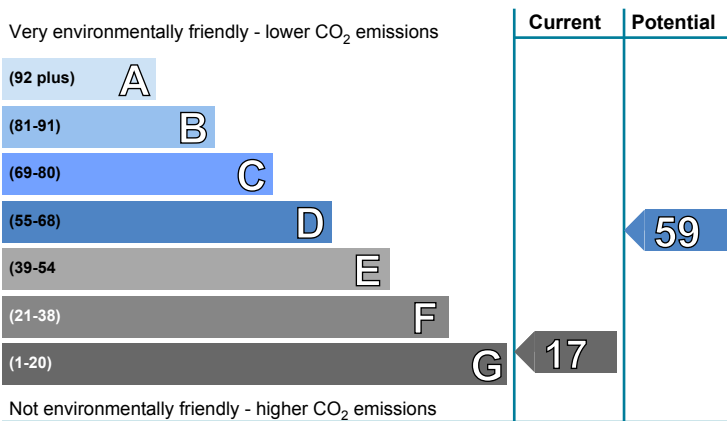 Very environmentally friendly - lower CO2 emissions
Current
Potential
(92 plus) A
(81-91) B
(69-80) C
(55-68) D
59
(39-54 E
(21-38) F
(1-20) G
17
Not environmentally friendly - higher CO2 emissions